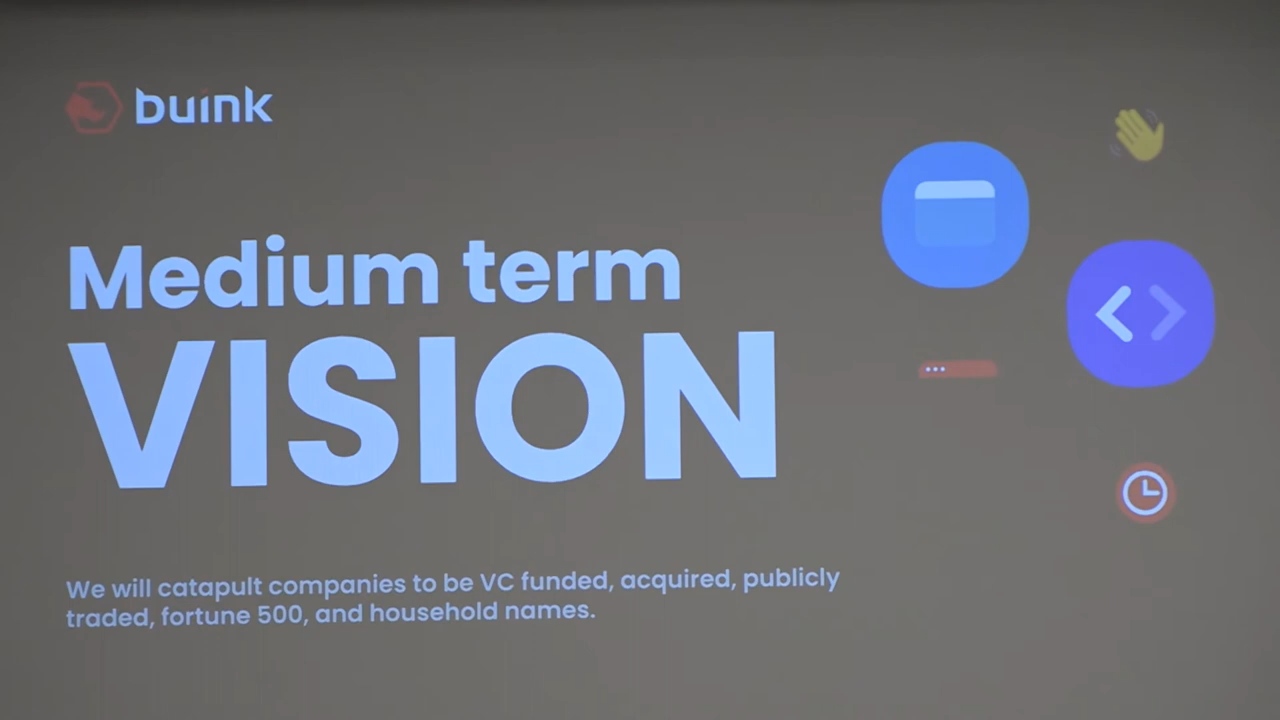 buink
Medium term
VISION
We will catapult companies to be VC funded, acquired, publicly
traded, fortune 500, and household names.